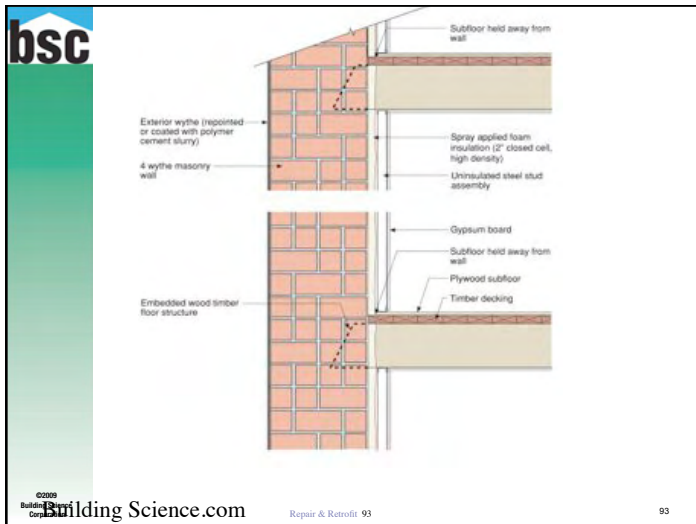 bsc
Subfloor held away from
wall
Exterior wythe (repointed
or coated with polymer
cement slurry)
4 wythe masonry
wall
Spray applied foam
insulation (2" closed cell,
high density)
Uninsulated steel stud
assembly
Gypsum board
Subfloor held away from
wall
Plywood subfloor
Timber decking
Embedded wood timber
floor structure
©2009
Building Science.com
Repair & Retrofit 93
93